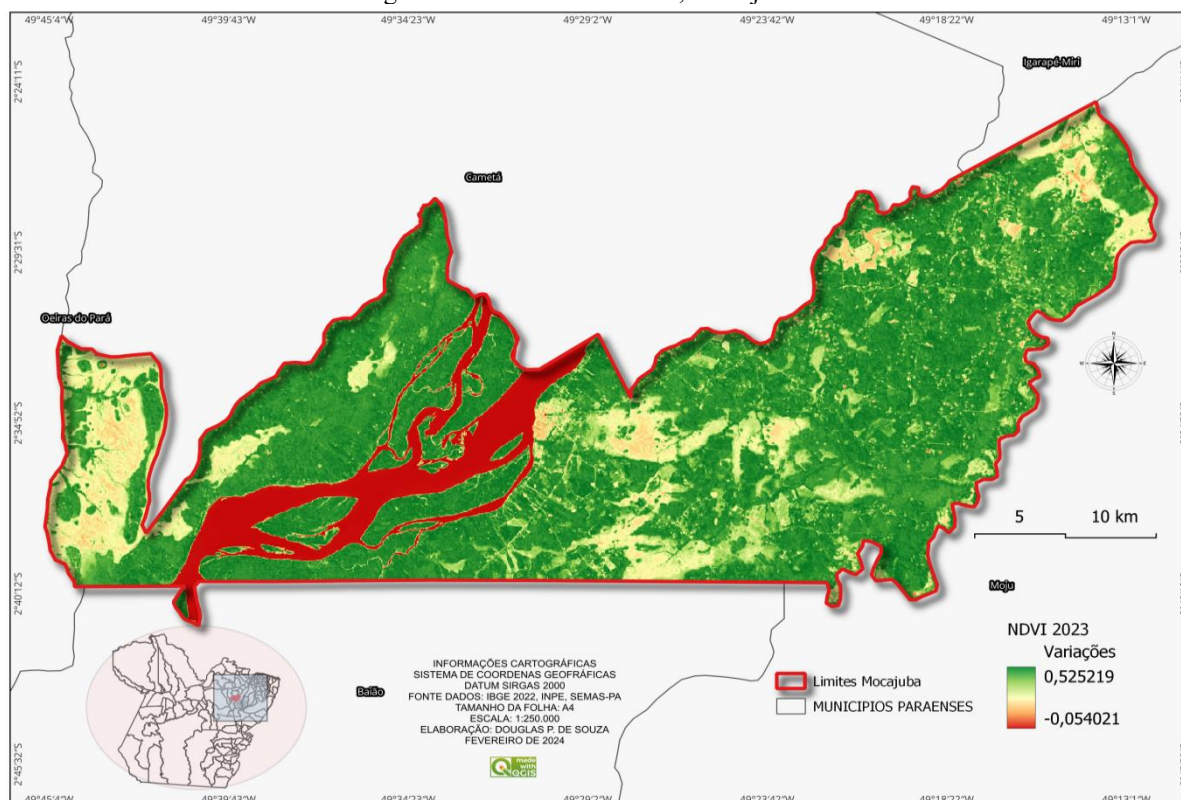 49°45'4"W 49°39'43"W 49°34'23"W 49°29'2"W 49°23'42"W 49°18'22"W 49°13'1"W
Igarapé-Miri
2°24'11"S
Cametá
2°29'31"S
Oeiras do Pará
N
W E
S
2°34'52"S
5 10 km
2°40'12"S
Moju
NDVI 2023
Variações
0,525219
-0,054021
Limites Mocajuba
MUNICIPIOS PARAENSES
Baião
INFORMAÇÕES CARTOGRÁFICAS
SISTEMA DE COORDENAS GEOFRÁFICAS
DATUM SIRGAS 2000
FONTE DADOS: IBGE 2022, INPE, SEMAS-PA
TAMANHO DA FOLHA: A4
ESCALA: 1:250.000
ELABORAÇÃO: DOUGLAS P. DE SOUZA
FEVEREIRO DE 2024
made
with
QGIS
2°45'32"S
49°45'4"W 49°39'43"W 49°34'23"W 49°29'2"W 49°23'42"W 49°18'22"W 49°13'1"W